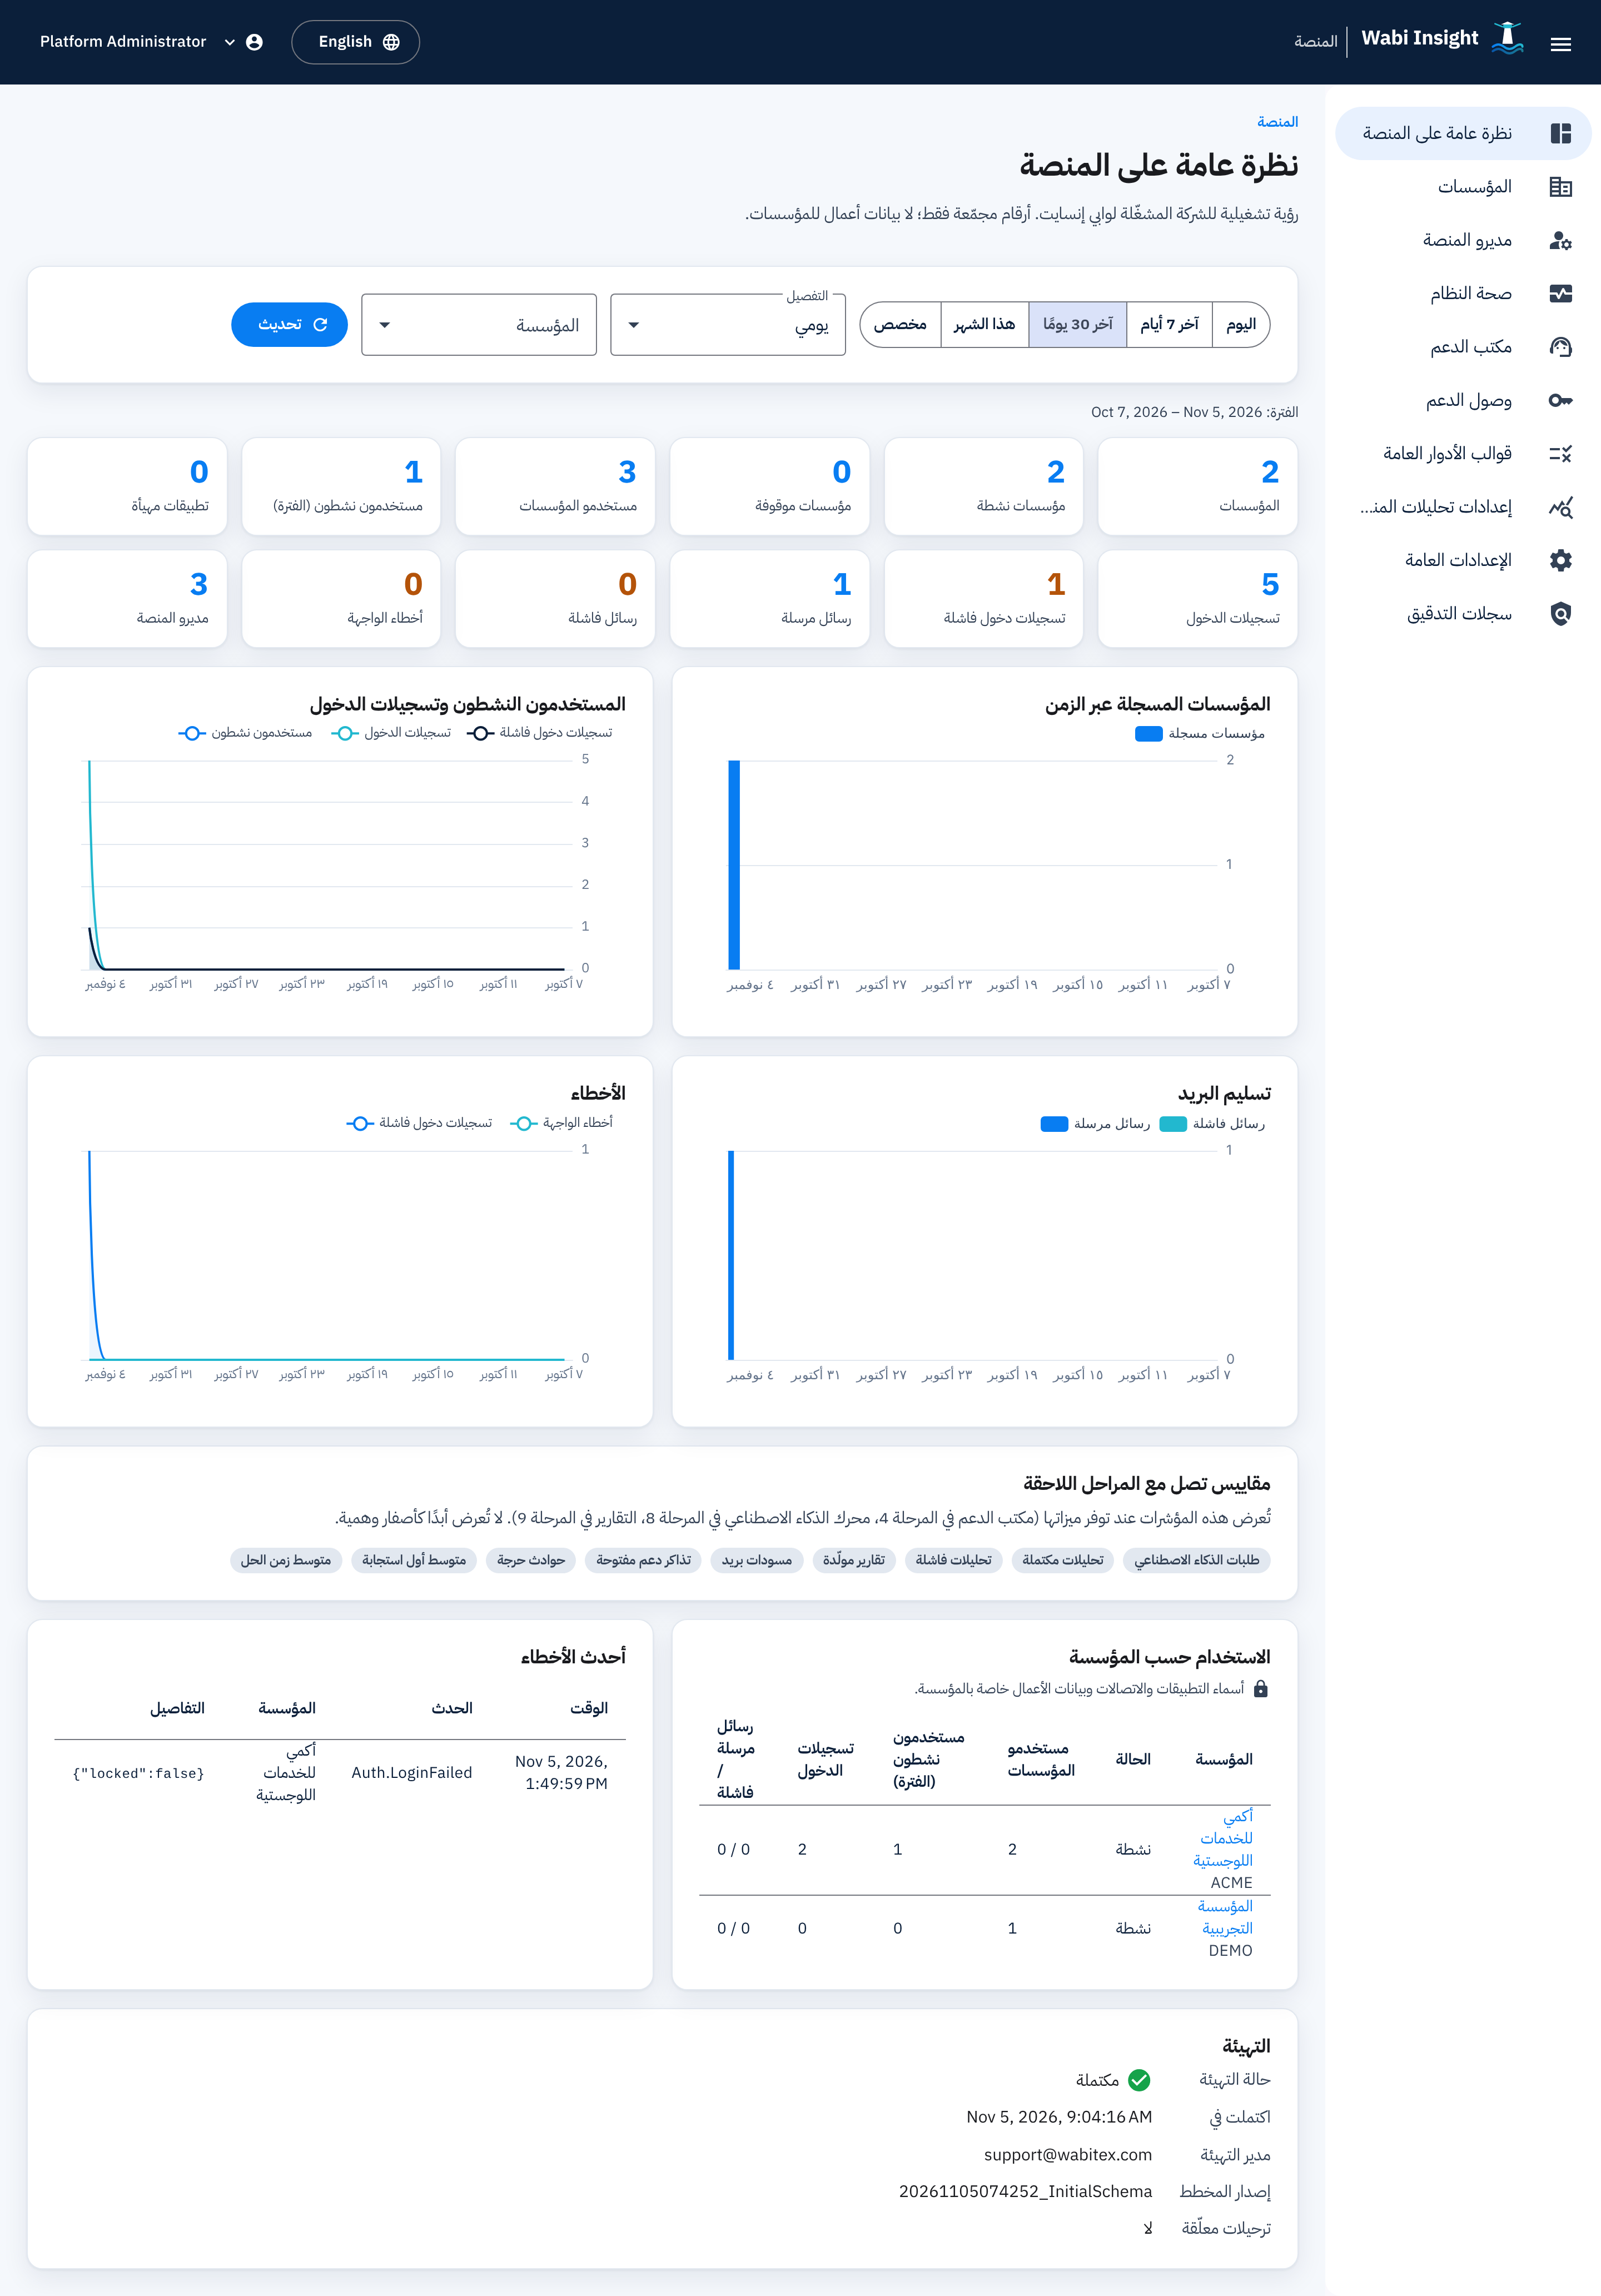 Wabi Insight
المنصة
English
Platform Administrator
نظرة عامة على المنصة
المؤسسات
مديرو المنصة
صحة النظام
مكتب الدعم
وصول الدعم
قوالب الأدوار العامة
إعدادات تحليلات المنـ...
الإعدادات العامة
سجلات التدقيق
المنصة
نظرة عامة على المنصة
رؤية تشغيلية للشركة المشغّلة لوابي إنسايت. أرقام مجمّعة فقط؛ لا بيانات أعمال للمؤسسات.
اليوم
آخر 7 أيام
آخر 30 يومًا
هذا الشهر
مخصص
التفصيل
يومي
المؤسسة
تحديث
الفترة: Oct 7, 2026 – Nov 5, 2026
2
المؤسسات
2
مؤسسات نشطة
0
مؤسسات موقوفة
3
مستخدمو المؤسسات
1
مستخدمون نشطون (الفترة)
0
تطبيقات مهيأة
5
تسجيلات الدخول
1
تسجيلات دخول فاشلة
1
رسائل مرسلة
0
رسائل فاشلة
0
أخطاء الواجهة
3
مديرو المنصة
المؤسسات المسجلة عبر الزمن
مؤسسات مسجلة
2
1
0
٧ أكتوبر ١١ أكتوبر ١٥ أكتوبر ١٩ أكتوبر ٢٣ أكتوبر ٢٧ أكتوبر ٣١ أكتوبر ٤ نوفمبر
المستخدمون النشطون وتسجيلات الدخول
تسجيلات دخول فاشلة تسجيلات الدخول مستخدمون نشطون
5
4
3
2
1
0
٧ أكتوبر ١١ أكتوبر ١٥ أكتوبر ١٩ أكتوبر ٢٣ أكتوبر ٢٧ أكتوبر ٣١ أكتوبر ٤ نوفمبر
تسليم البريد
رسائل فاشلة رسائل مرسلة
1
0
٧ أكتوبر ١١ أكتوبر ١٥ أكتوبر ١٩ أكتوبر ٢٣ أكتوبر ٢٧ أكتوبر ٣١ أكتوبر ٤ نوفمبر
الأخطاء
أخطاء الواجهة تسجيلات دخول فاشلة
1
0
٧ أكتوبر ١١ أكتوبر ١٥ أكتوبر ١٩ أكتوبر ٢٣ أكتوبر ٢٧ أكتوبر ٣١ أكتوبر ٤ نوفمبر
مقاييس تصل مع المراحل اللاحقة
تُعرض هذه المؤشرات عند توفر ميزاتها (مكتب الدعم في المرحلة 4، محرك الذكاء الاصطناعي في المرحلة 8، التقارير في المرحلة 9). لا تُعرض أبدًا كأصفار وهمية.
طلبات الذكاء الاصطناعي
تحليلات مكتملة
تحليلات فاشلة
تقارير مولّدة
مسودات بريد
تذاكر دعم مفتوحة
حوادث حرجة
متوسط أول استجابة
متوسط زمن الحل
الاستخدام حسب المؤسسة
أسماء التطبيقات والاتصالات وبيانات الأعمال خاصة بالمؤسسة.
المؤسسة
الحالة
مستخدمو
المؤسسات
مستخدمون
نشطون
(الفترة)
تسجيلات
الدخول
رسائل
مرسلة
/
فاشلة
أكمي
للخدمات
اللوجستية
ACME
نشطة
2
1
2
0 / 0
المؤسسة
التجريبية
DEMO
نشطة
1
0
0
0 / 0
أحدث الأخطاء
الوقت
الحدث
المؤسسة
التفاصيل
Nov 5, 2026,
1:49:59 PM
Auth.LoginFailed
أكمي
للخدمات
اللوجستية
{"locked":false}
التهيئة
حالة التهيئة
مكتملة
اكتملت في
Nov 5, 2026, 9:04:16 AM
مدير التهيئة
support@wabitex.com
إصدار المخطط
20261105074252_InitialSchema
ترحيلات معلّقة
لا